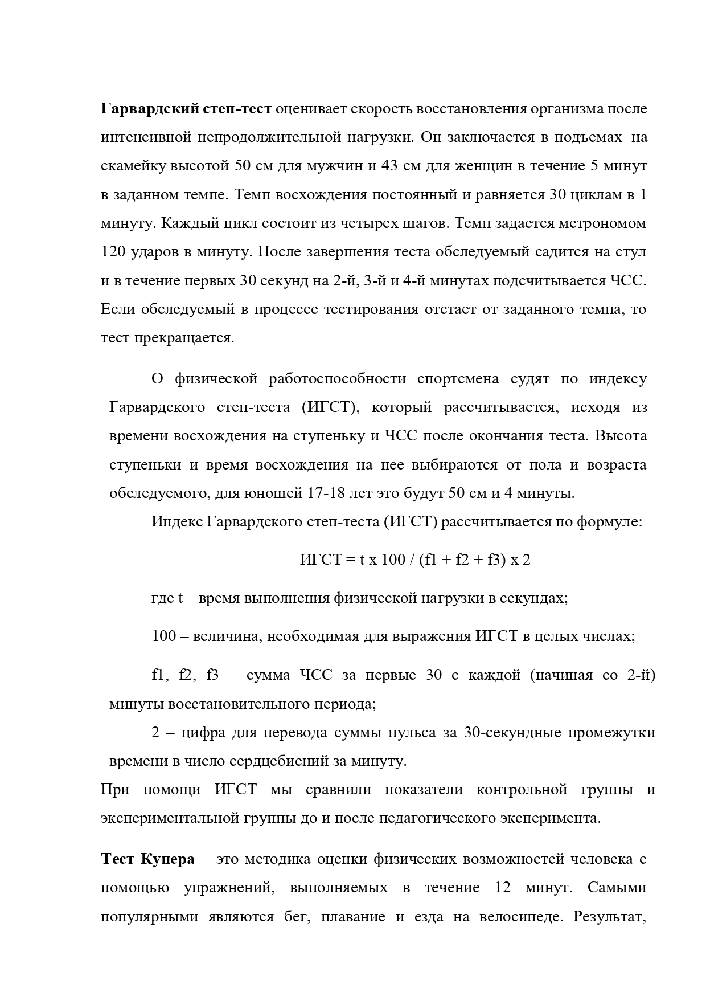 Гарвардский степ-тест оценивает скорость восстановления организма после
интенсивной непродолжительной нагрузки. Он заключается в подъемах на
скамейку высотой 50 см для мужчин и 43 см для женщин в течение 5 минут
в заданном темпе. Темп восхождения постоянный и равняется 30 циклам в 1
минуту. Каждый цикл состоит из четырех шагов. Темп задается метрономом
120 ударов в минуту. После завершения теста обследуемый садится на стул
и в течение первых 30 секунд на 2-й, 3-й и 4-й минутах подсчитывается ЧСС.
Если обследуемый в процессе тестирования отстает от заданного темпа, то
тест прекращается.
О физической работоспособности спортсмена судят по индексу
Гарвардского степ-теста (ИГСТ), который рассчитывается, исходя из
времени восхождения на ступеньку и ЧСС после окончания теста. Высота
ступеньки и время восхождения на нее выбираются от пола и возраста
обследуемого, для юношей 17-18 лет это будут 50 см и 4 минуты.
Индекс Гарвардского степ-теста (ИГСТ) рассчитывается по формуле:
ИГСТ = t x 100 / (f1 + f2 + f3) x 2
где t – время выполнения физической нагрузки в секундах;
100 – величина, необходимая для выражения ИГСТ в целых числах;
f1, f2, f3 – сумма ЧСС за первые 30 с каждой (начиная со 2-й)
минуты восстановительного периода;
2 – цифра для перевода суммы пульса за 30-секундные промежутки
времени в число сердцебиений за минуту.
При помощи ИГСТ мы сравнили показатели контрольной группы и
экспериментальной группы до и после педагогического эксперимента.
Тест Купера – это методика оценки физических возможностей человека с
помощью упражнений, выполняемых в течение 12 минут. Самыми
популярными являются бег, плавание и езда на велосипеде. Результат,